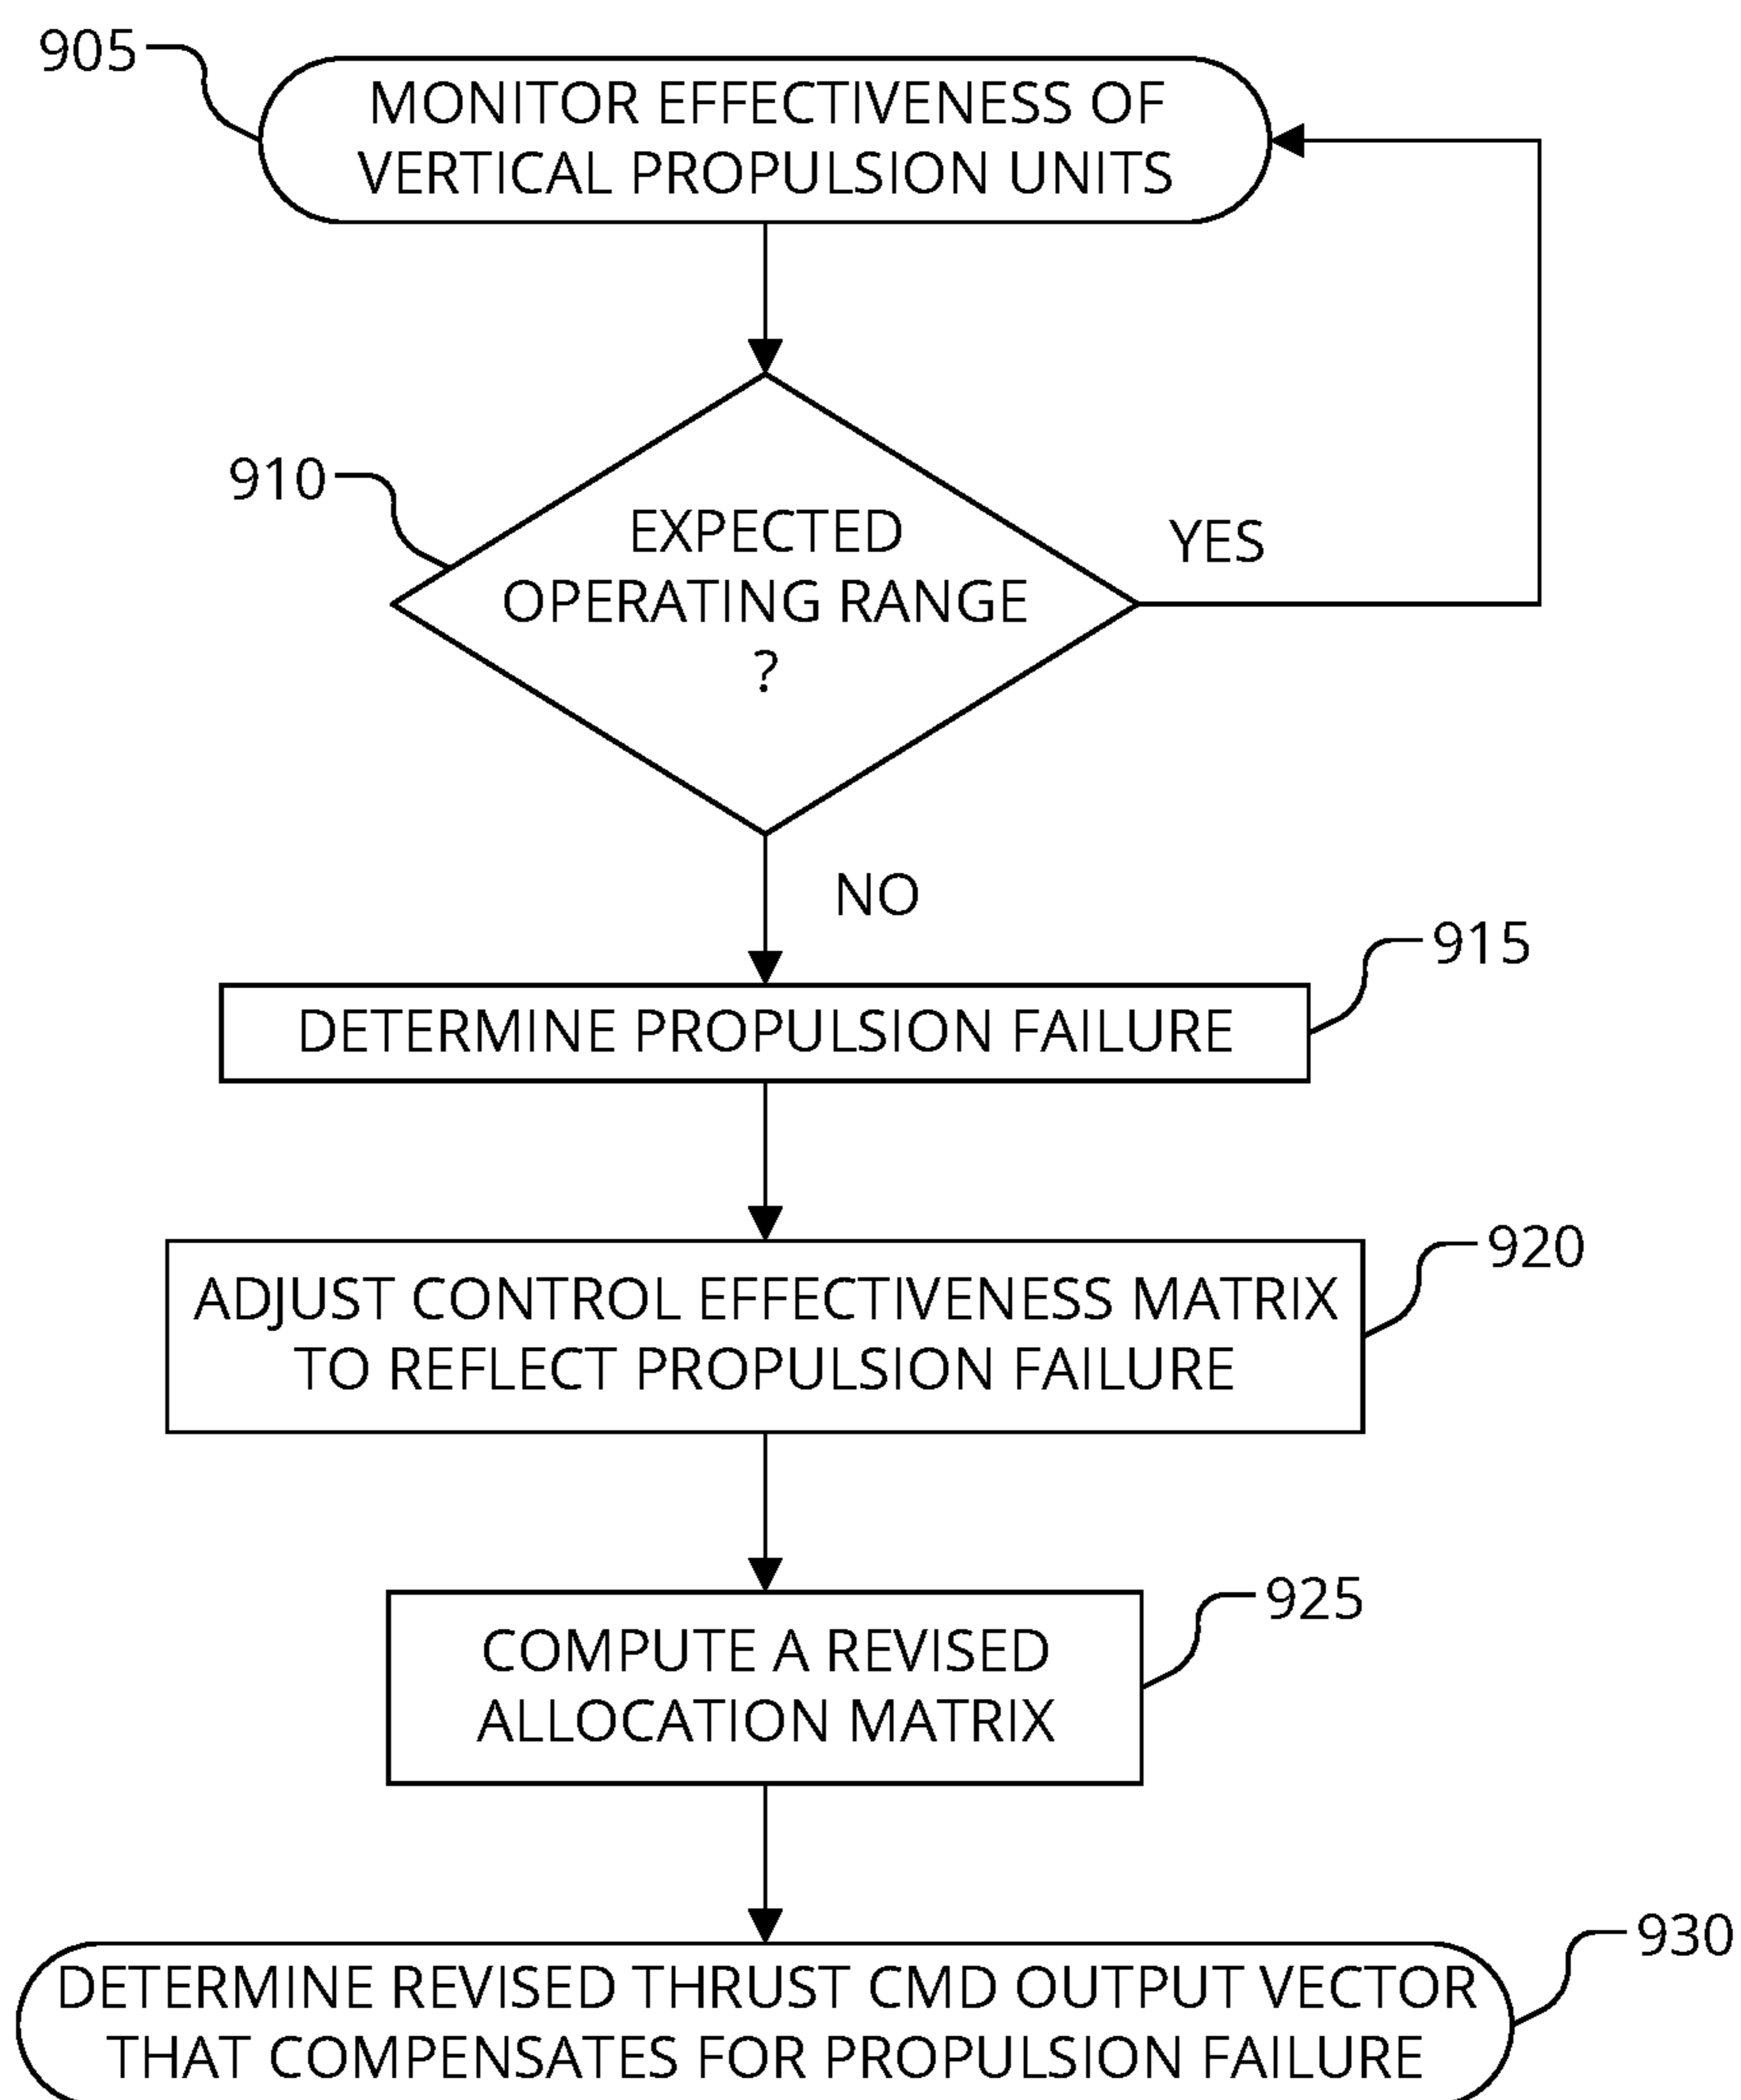 905
MONITOR EFFECTIVENESS OF
VERTICAL PROPULSION UNITS
910
EXPECTED
OPERATING RANGE
?
YES
NO
915
DETERMINE PROPULSION FAILURE
920
ADJUST CONTROL EFFECTIVENESS MATRIX
TO REFLECT PROPULSION FAILURE
925
COMPUTE A REVISED
ALLOCATION MATRIX
930
DETERMINE REVISED THRUST CMD OUTPUT VECTOR
THAT COMPENSATES FOR PROPULSION FAILURE